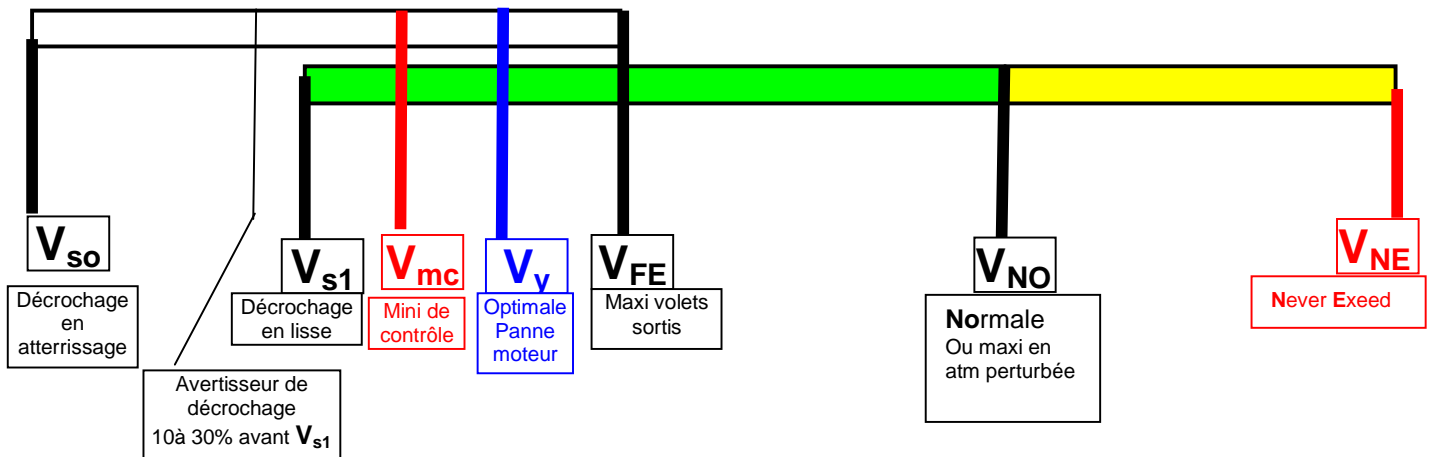 Vso
Décrochage
en
atterrissage
Avertisseur de
décrochage
10à 30% avant Vs1
Vs1
Décrochage
en lisse
Vmc
Mini de
contrôle
Vy
Optimale
Panne
moteur
VFE
Maxi volets
sortis
VNO
Normale
Ou maxi en
atm perturbée
VNE
Never Exeed